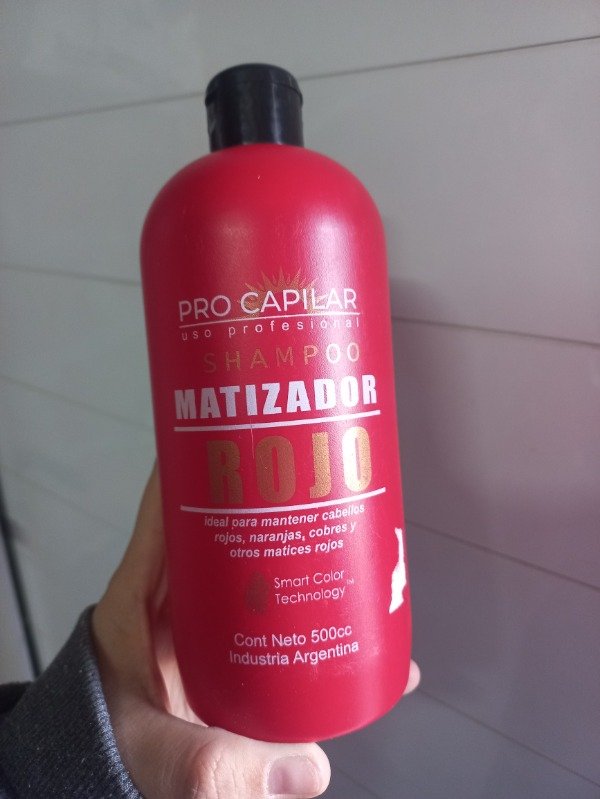 PRO CAPILAR
uso profesional
SHAMPOO
MATIZADOR
ROJO
Ideal para mantener cabellos
rojos, naranjas, cobres y
otros matices rojos
Smart Color
Technology™
Cont Neto 500cc
Industria Argentina